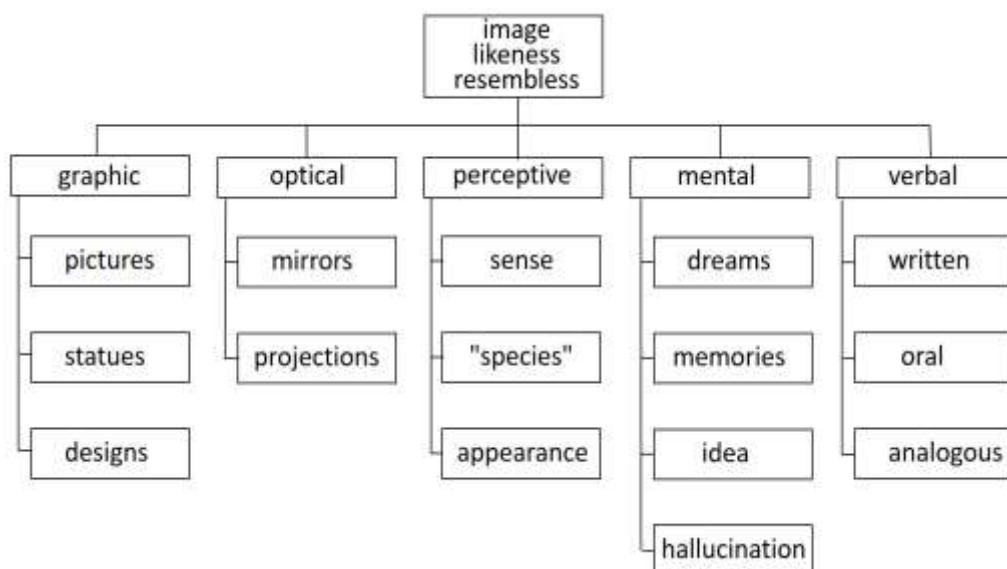 image
likeness
resembless
graphic
optical
perceptive
mental
verbal
pictures
mirrors
sense
dreams
written
statues
projections
"species"
memories
oral
designs
appearance
idea
analogous
hallucination